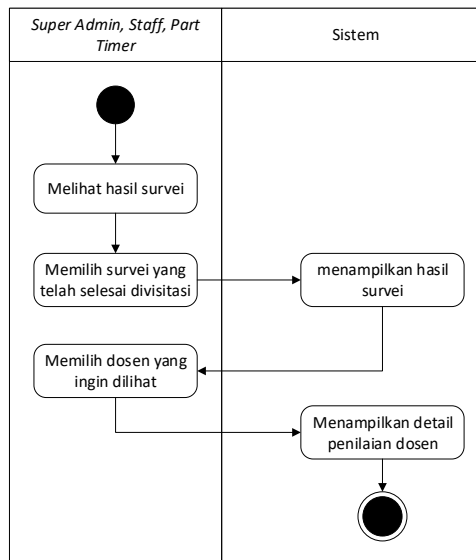 Super Admin, Staff, Part
Timer
Sistem
Melihat hasil survei
Memilih survei yang
telah selesai divisitasi
menampilkan hasil
survei
Memilih dosen yang
ingin dilihat
Menampilkan detail
penilaian dosen